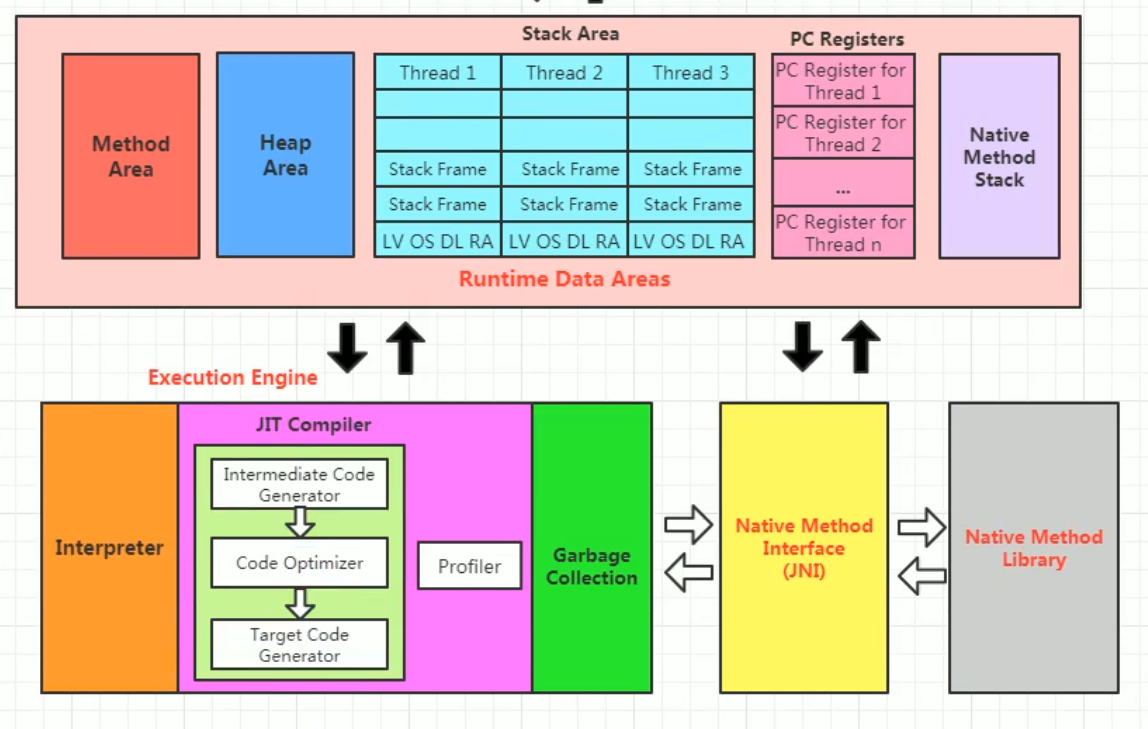 Stack Area
PC Registers
Method
Area
Heap
Area
Thread 1
Thread 2
Thread 3
Stack Frame
Stack Frame
Stack Frame
Stack Frame
Stack Frame
Stack Frame
LV OS DL RA
LV OS DL RA
LV OS DL RA
PC Register for
Thread 1
PC Register for
Thread 2
...
PC Register for
Thread n
Native
Method
Stack
Runtime Data Areas
Execution Engine
Interpreter
JIT Compiler
Intermediate Code
Generator
Code Optimizer
Target Code
Generator
Profiler
Garbage
Collection
Native Method
Interface
(JNI)
Native Method
Library